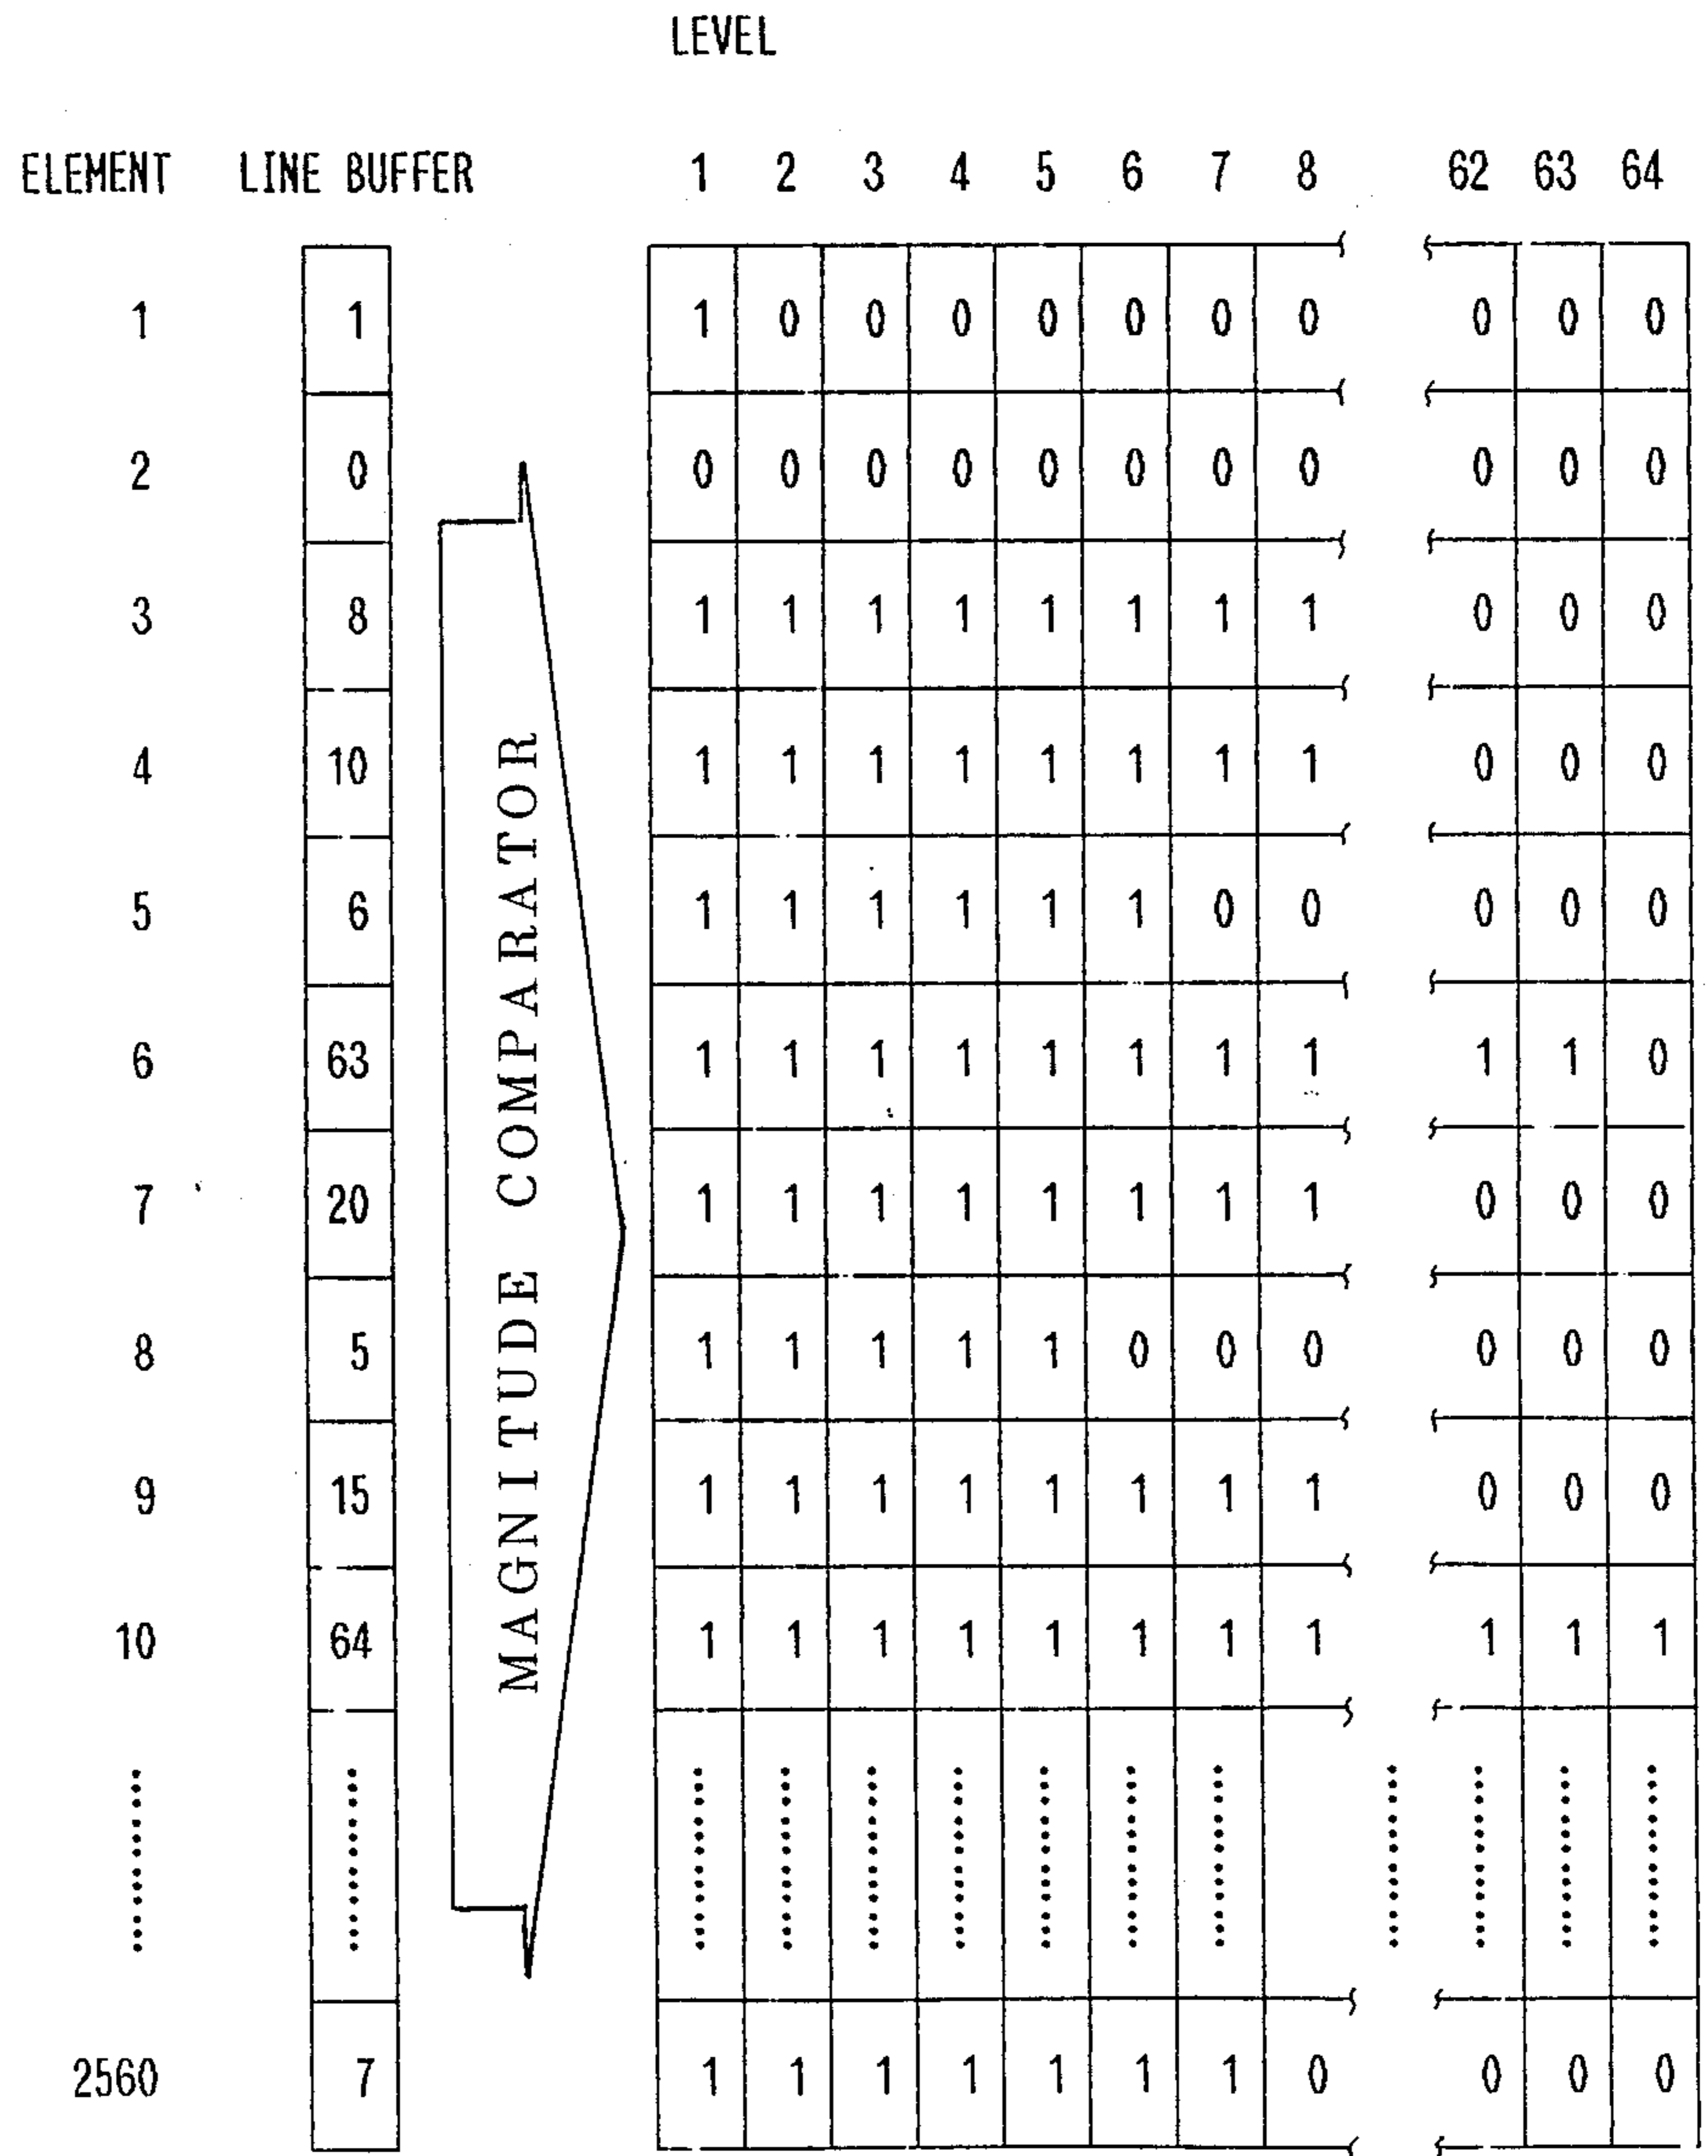 LEVEL
ELEMENT LINE BUFFER 1 2 3 4 5 6 7 8 62 63 64
1 1 1 0 0 0 0 0 0 0 0 0 0
2 0 0 0 0 0 0 0 0 0 0 0 0
3 8 1 1 1 1 1 1 1 1 0 0 0
4 10 1 1 1 1 1 1 1 1 0 0 0
5 6 1 1 1 1 1 1 0 0 0 0 0
6 63 1 1 1 1 1 1 1 1 1 1 0
7 20 1 1 1 1 1 1 1 1 0 0 0
8 5 1 1 1 1 1 0 0 0 0 0 0
9 15 1 1 1 1 1 1 1 1 0 0 0
10 64 1 1 1 1 1 1 1 1 1 1 1
2560 7 1 1 1 1 1 1 1 0 0 0 0
MAGNITUDE COMPARATOR